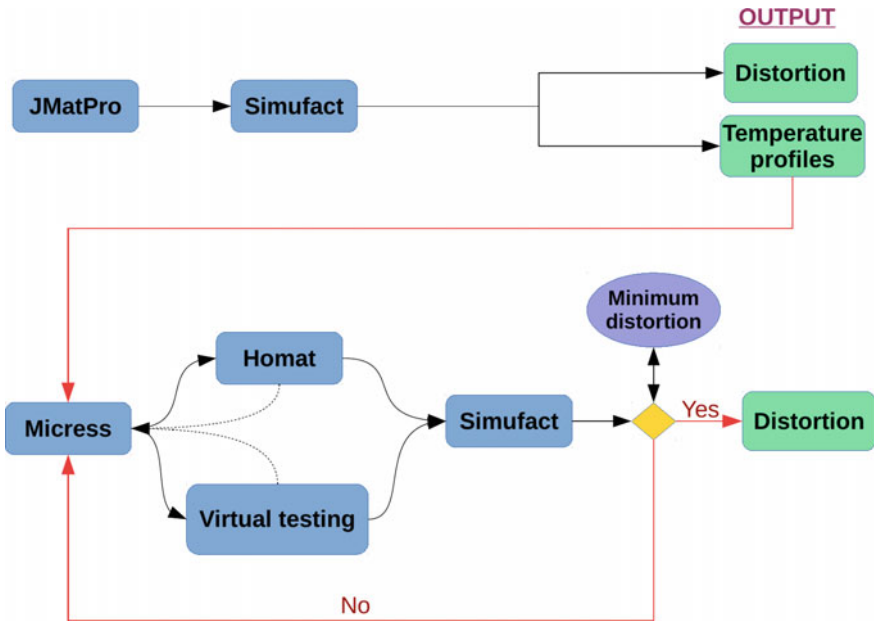 OUTPUT
JMatPro
Simufact
Distortion
Temperature
profiles
Minimum
distortion
Homat
Micress
Simufact
Yes
Distortion
Virtual testing
No